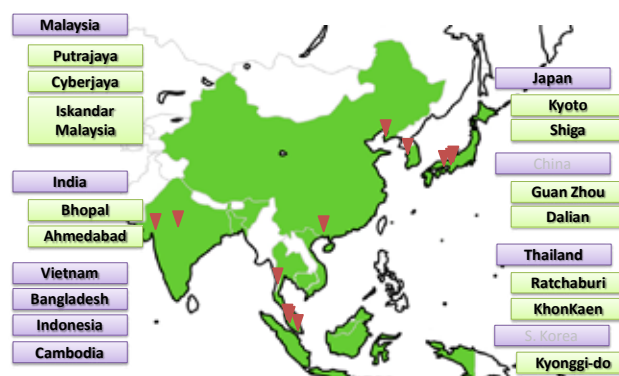 Malaysia
Putrajaya
Cyberjaya
Iskandar
Malaysia
India
Bhopal
Ahmedabad
Vietnam
Bangladesh
Indonesia
Cambodia
Japan
Kyoto
Shiga
China
Guan Zhou
Dalian
Thailand
Ratchaburi
KhonKaen
S. Korea
Kyonggi-do